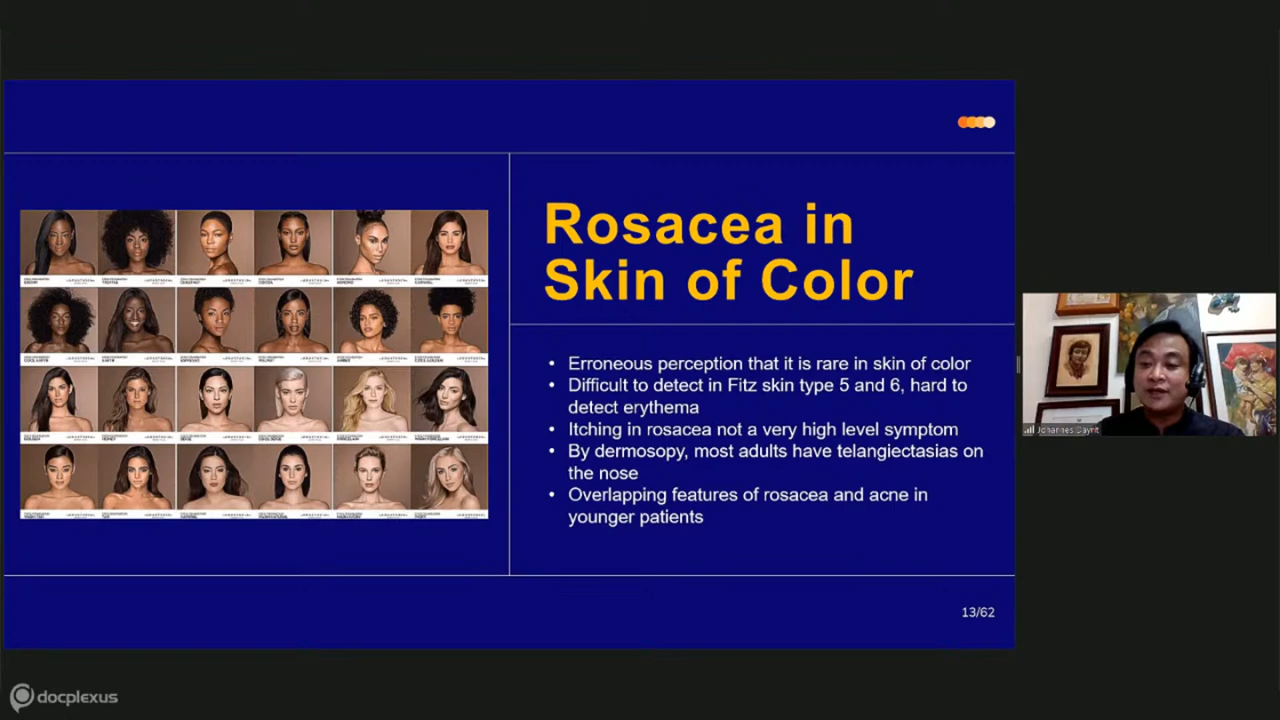 Rosacea in
Skin of Color
• Erroneous perception that it is rare in skin of color
• Difficult to detect in Fitz skin type 5 and 6, hard to
detect erythema
• Itching in rosacea not a very high level symptom
• By dermosopy, most adults have telangiectasias on
the nose
• Overlapping features of rosacea and acne in
younger patients
13/62
Johannes Dayrit
docplexus